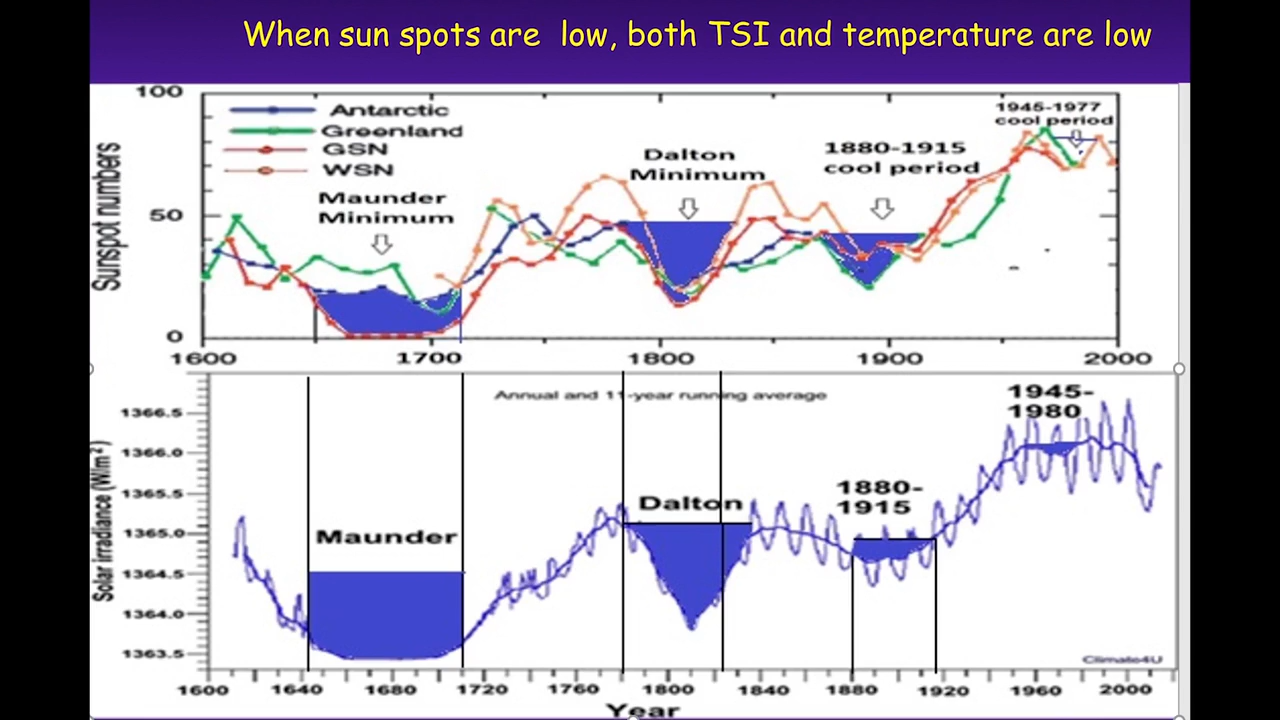 When sun spots are low, both TSI and temperature are low
100
50
0
Sunspot numbers
Antarctic
Greenland
GSN
WSN
Maunder
Minimum
Dalton
Minimum
1880-1915
cool period
1945-1977
cool period
1600
1700
1800
1900
2000
Annual and 11-year running average
1945-
1980
Solar irradiance (W/m²)
1366.5
1366.0
1365.5
1365.0
1364.5
1364.0
1363.5
Maunder
Dalton
1880-
1915
Climate4U
1600 1640 1680 1720 1760 1800 1840 1880 1920 1960 2000
Year